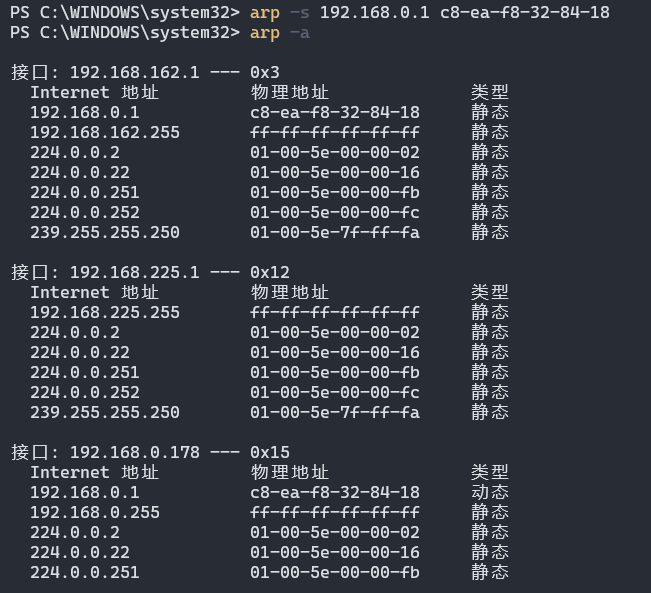 PS C:\WINDOWS\system32> arp -s 192.168.0.1 c8-ea-f8-32-84-18
PS C:\WINDOWS\system32> arp -a
接口: 192.168.162.1 --- 0x3
Internet 地址 物理地址 类型
192.168.0.1 c8-ea-f8-32-84-18 静态
192.168.162.255 ff-ff-ff-ff-ff-ff 静态
224.0.0.2 01-00-5e-00-00-02 静态
224.0.0.22 01-00-5e-00-00-16 静态
224.0.0.251 01-00-5e-00-00-fb 静态
224.0.0.252 01-00-5e-00-00-fc 静态
239.255.255.250 01-00-5e-7f-ff-fa 静态
接口: 192.168.225.1 --- 0x12
Internet 地址 物理地址 类型
192.168.225.255 ff-ff-ff-ff-ff-ff 静态
224.0.0.2 01-00-5e-00-00-02 静态
224.0.0.22 01-00-5e-00-00-16 静态
224.0.0.251 01-00-5e-00-00-fb 静态
224.0.0.252 01-00-5e-00-00-fc 静态
239.255.255.250 01-00-5e-7f-ff-fa 静态
接口: 192.168.0.178 --- 0x15
Internet 地址 物理地址 类型
192.168.0.1 c8-ea-f8-32-84-18 动态
192.168.0.255 ff-ff-ff-ff-ff-ff 静态
224.0.0.2 01-00-5e-00-00-02 静态
224.0.0.22 01-00-5e-00-00-16 静态
224.0.0.251 01-00-5e-00-00-fb 静态